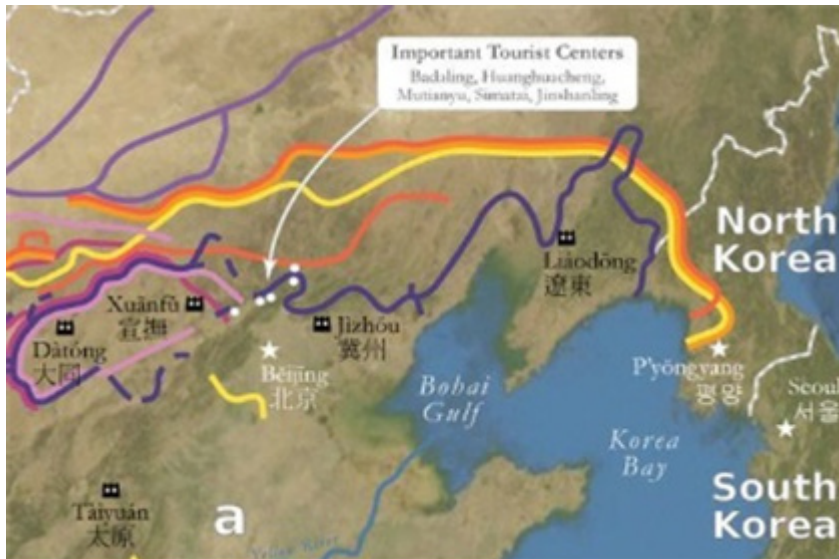 Important Tourist Centers
Badaling, Huanghuacheng,
Mutianyu, Simatai, Jinshanling
North
Korea
Liáodōng
遼東
Xuānfǔ
宣撫
Jìzhōu
冀州
Dàtóng
大同
Běijīng
北京
P'yŏngyang
평양
Seoul
서울
Bohai
Gulf
Korea
Bay
Tàiyuán
太原
a
South
Korea
Yellow River